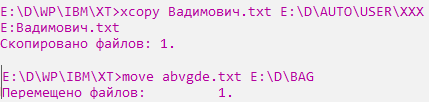 E:\D\WP\IBM\XT>xcopy Вадимович.txt E:\D\AUTO\USER\XXX
E:Вадимович.txt
Скопировано файлов: 1.
E:\D\WP\IBM\XT>move abvgde.txt E:\D\BAG
Перемещено файлов:         1.